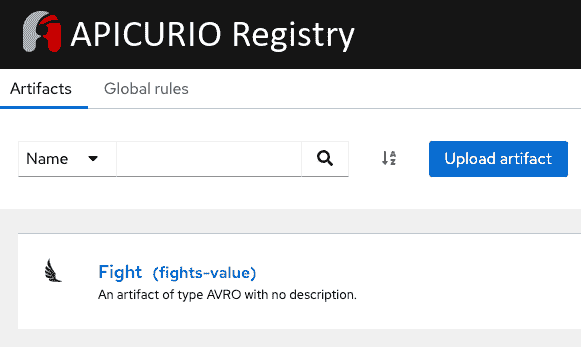 APICURIO Registry
Artifacts Global rules
Name Upload artifact
Fight (fights-value)
An artifact of type AVRO with no description.